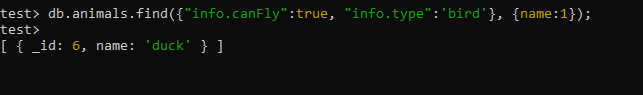 test> db.animals.find({"info.canFly":true, "info.type":'bird'}, {name:1});
test>
[ { _id: 6, name: 'duck' } ]